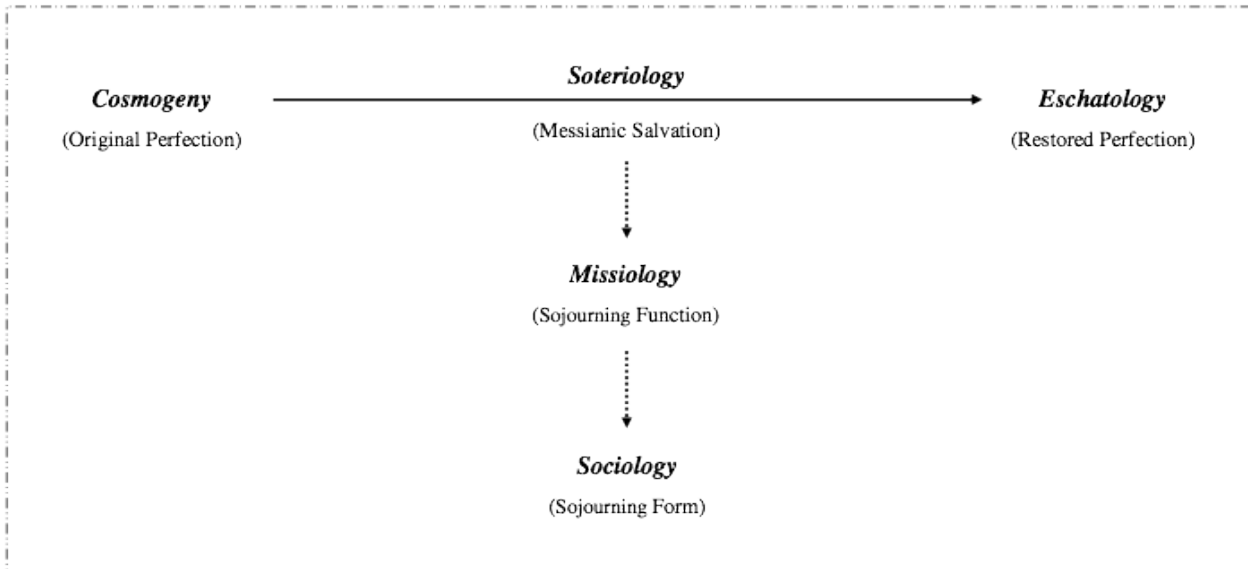 Soteriology
Cosmogeny
Eschatology
(Messianic Salvation)
(Original Perfection)
(Restored Perfection)
Missiology
(Sojourning Function)
Sociology
(Sojourning Form)